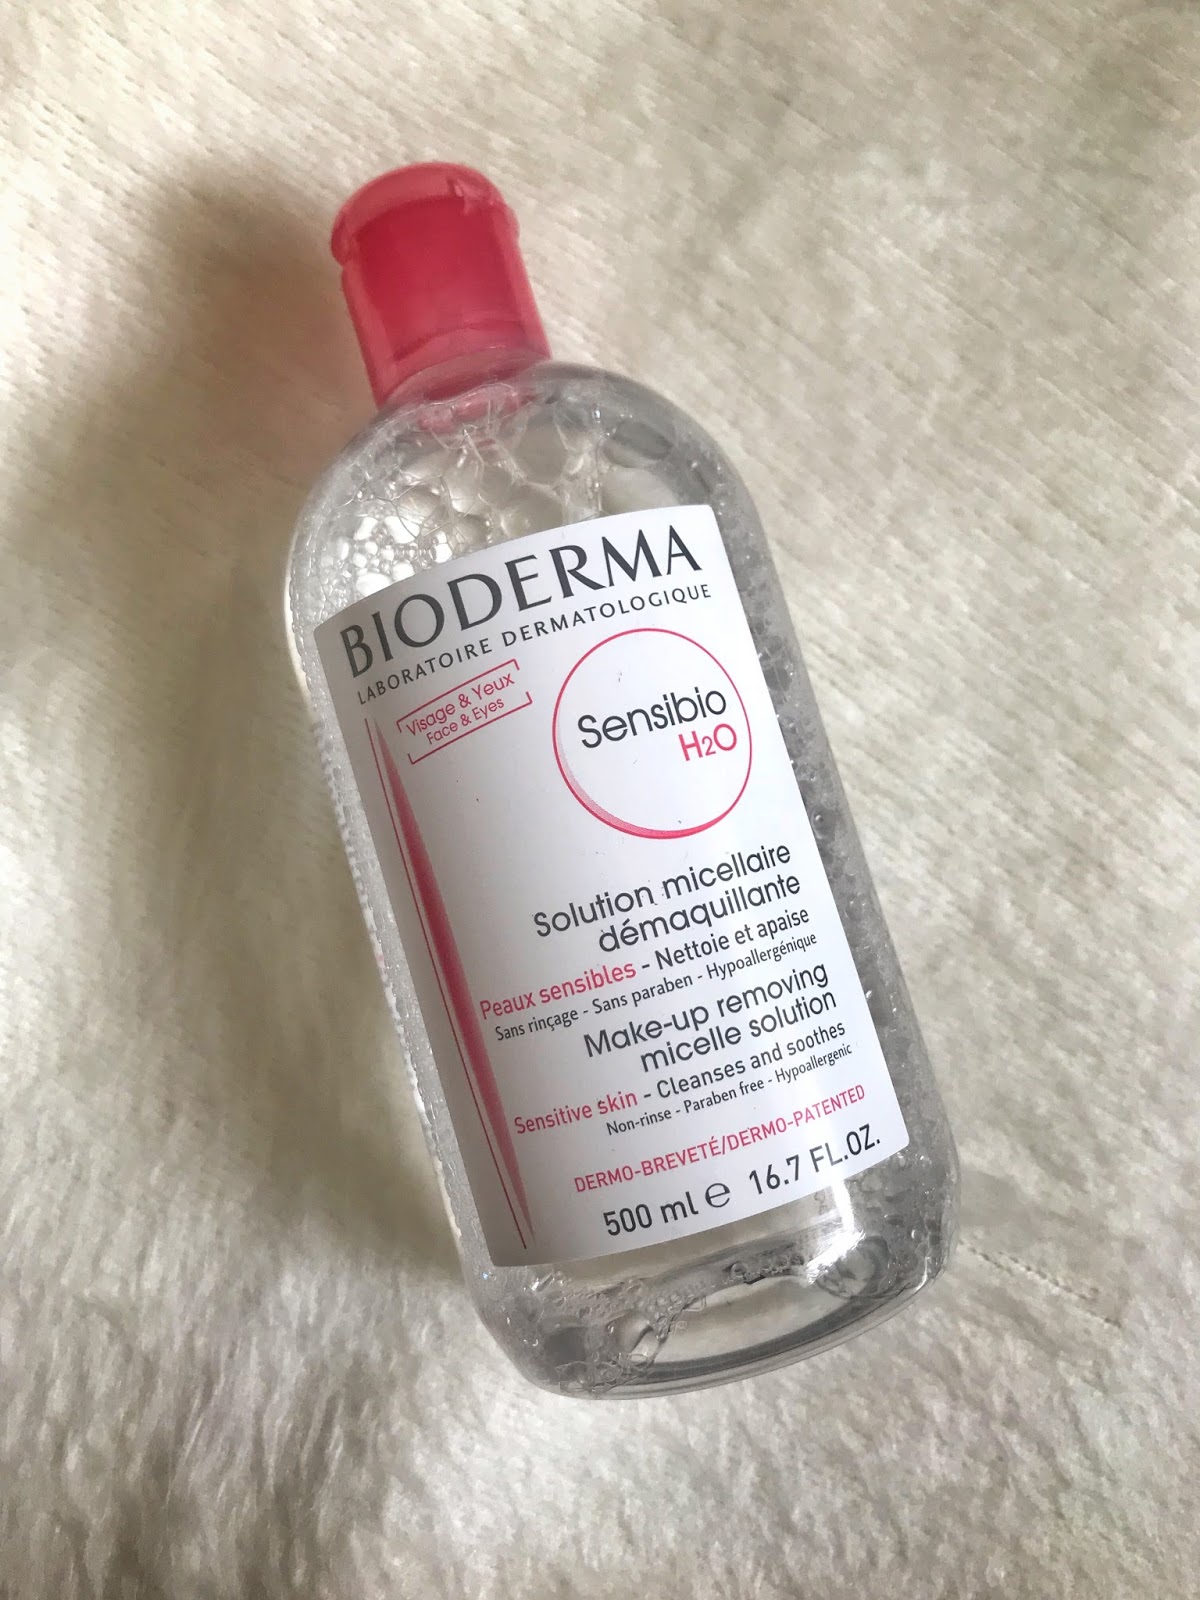 BIODERMA
LABORATOIRE DERMATOLOGIQUE
Visage & Yeux
Face & Eyes
Sensibio
H2O
Solution micellaire
démaquillante
Peaux sensibles - Nettoie et apaise
Sans rinçage - Sans paraben - Hypoallergénique
Make-up removing
micelle solution
Sensitive skin - Cleanses and soothes
Non-rinse - Paraben free - Hypoallergenic
DERMO-BREVETÉ/DERMO-PATENTED
500 ml ℮ 16.7 FL.OZ.